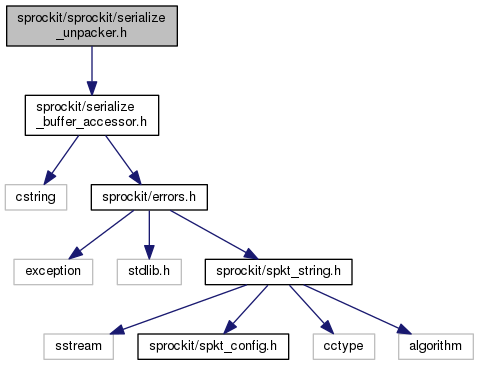 sprockit/sprockit/serialize
_unpacker.h
sprockit/serialize
_buffer_accessor.h
cstring
sprockit/errors.h
exception
stdlib.h
sprockit/spkt_string.h
sstream
sprockit/spkt_config.h
cctype
algorithm